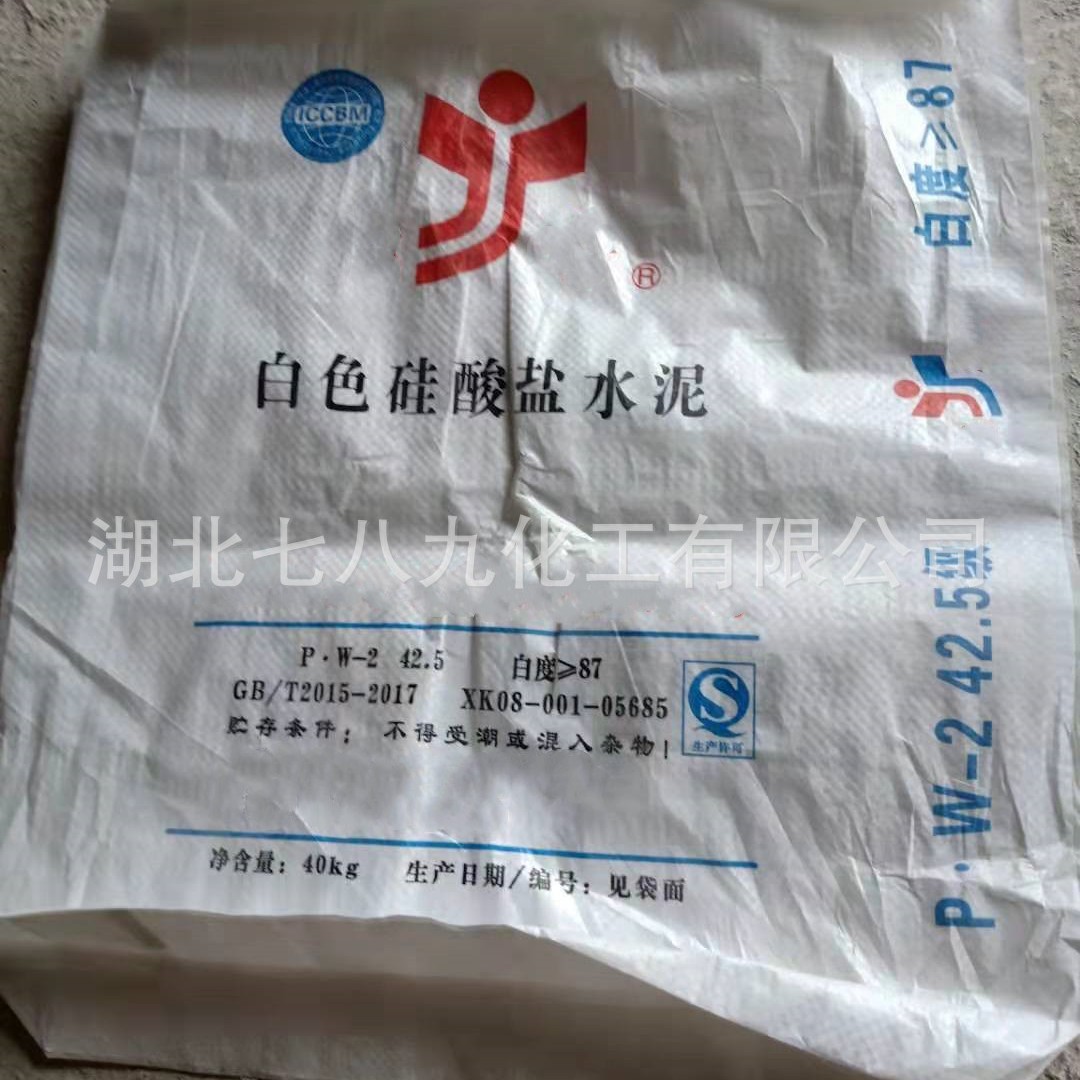 ICCBM
®
白色硅酸盐水泥
湖北七八九化工有限公司
P·W-2 42.5 白度≥87
GB/T2015-2017 XK08-001-05685
贮存条件：不得受潮或混入杂物
生产许可
净含量：40kg 生产日期/编号：见袋面
白度≥87
P·W-2 42.5级